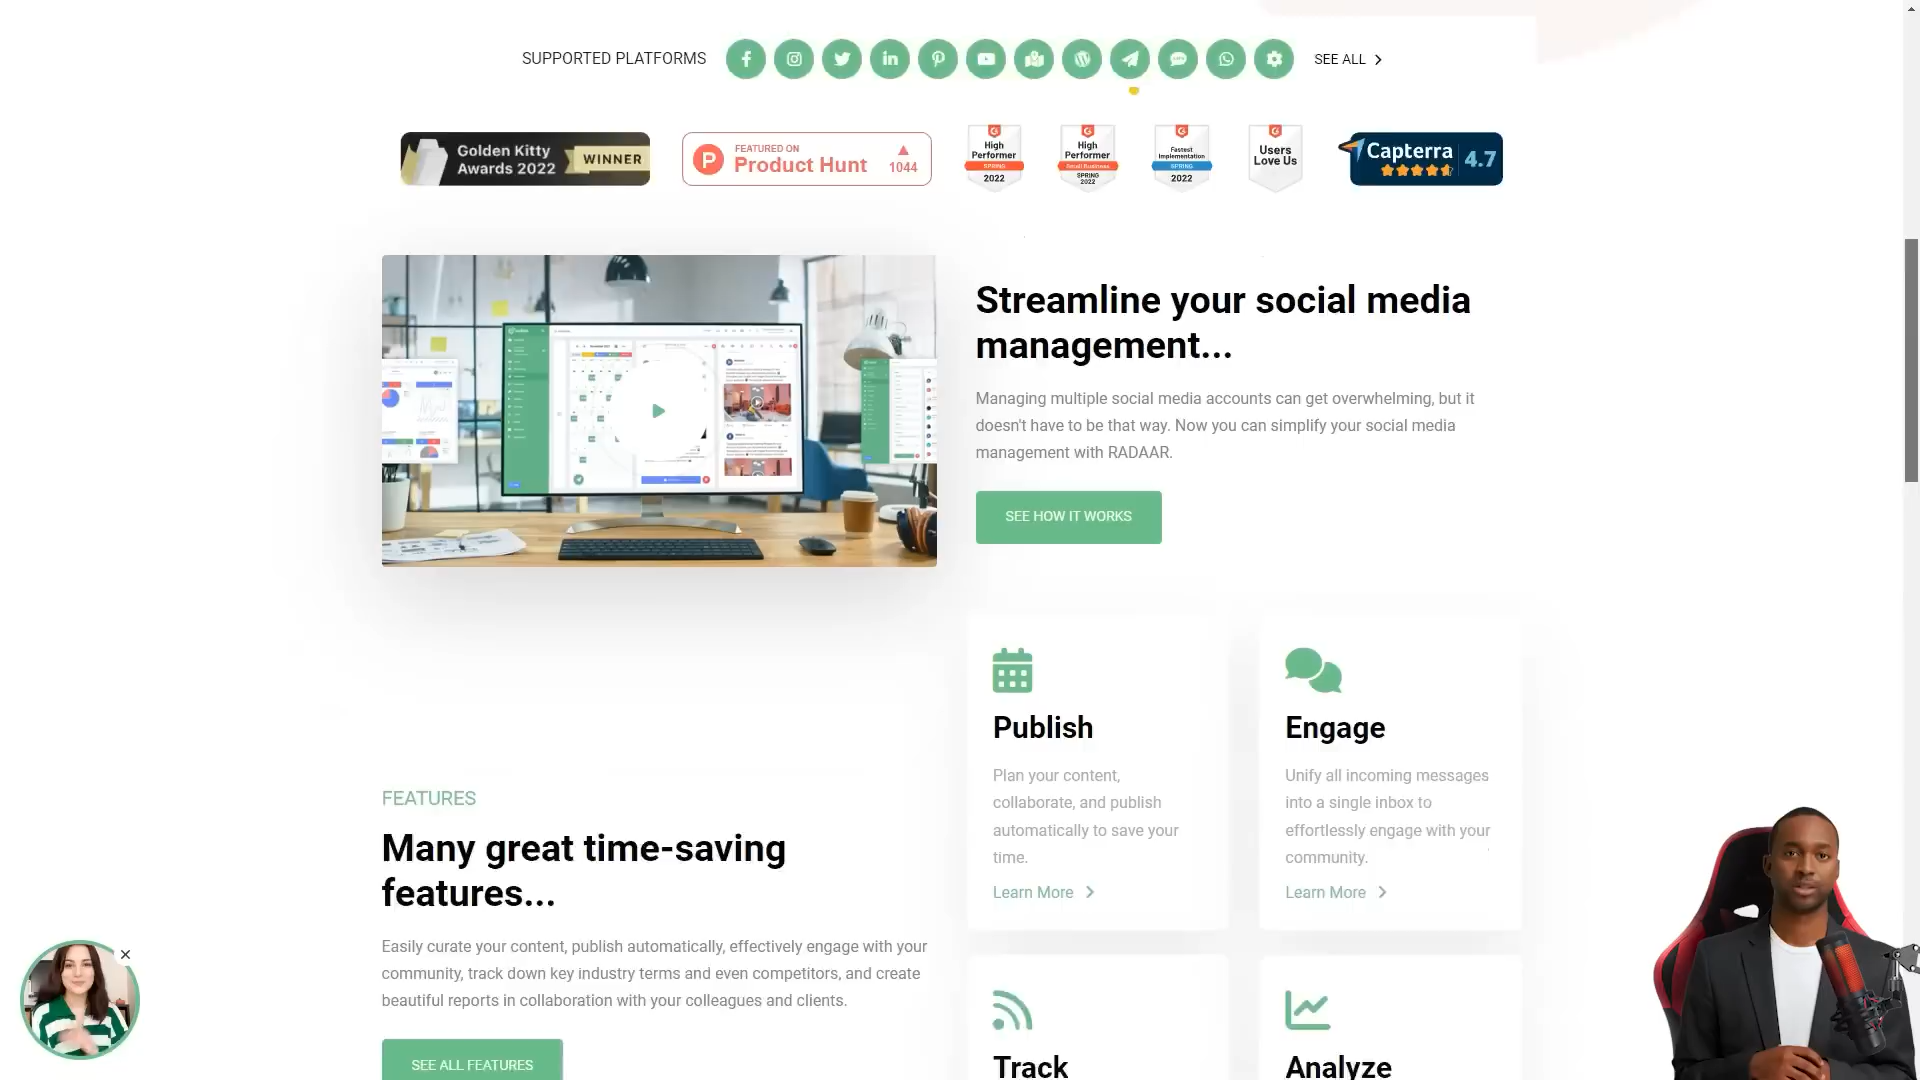 SUPPORTED PLATFORMS
SEE ALL
Golden Kitty
Awards 2022
WINNER
FEATURED ON
Product Hunt
1044
High
Performer
SPRING
2022
High
Performer
Small Business
SPRING
2022
Fastest
Implementation
SPRING
2022
Users
Love Us
Capterra
4.7
Streamline your social media
management...
Managing multiple social media accounts can get overwhelming, but it
doesn't have to be that way. Now you can simplify your social media
management with RADAAR.
SEE HOW IT WORKS
Publish
Plan your content,
collaborate, and publish
automatically to save your
time.
Learn More
Engage
Unify all incoming messages
into a single inbox to
effortlessly engage with your
community.
Learn More
FEATURES
Many great time-saving
features...
Easily curate your content, publish automatically, effectively engage with your
community, track down key industry terms and even competitors, and create
beautiful reports in collaboration with your colleagues and clients.
SEE ALL FEATURES
Track
Analyze